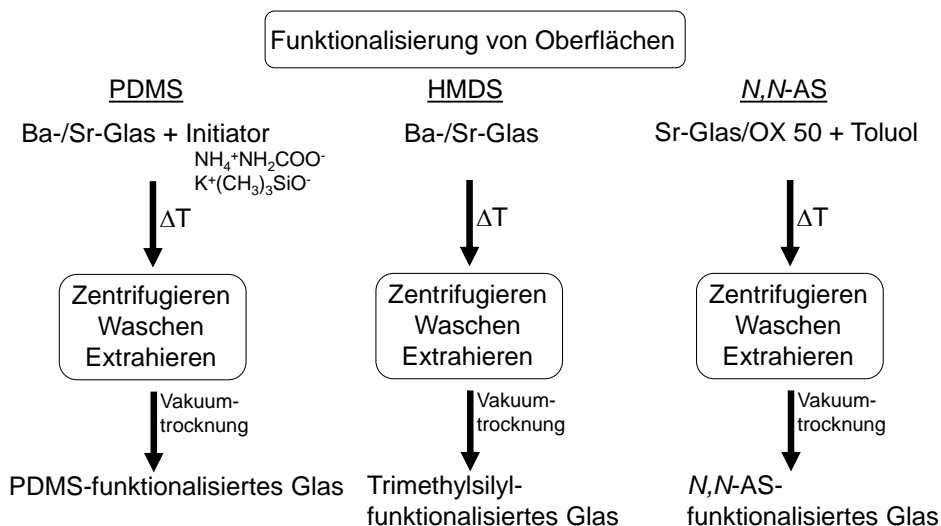 Funktionalisierung von Oberflächen
PDMS
Ba-/Sr-Glas + Initiator
NH₄⁺NH₂COO⁻
K⁺(CH₃)₃SiO⁻
ΔT
Zentrifugieren
Waschen
Extrahieren
Vakuum-
trocknung
PDMS-funktionalisiertes Glas
HMDS
Ba-/Sr-Glas
ΔT
Zentrifugieren
Waschen
Extrahieren
Vakuum-
trocknung
Trimethylsilyl-
funktionalisiertes Glas
N,N-AS
Sr-Glas/OX 50 + Toluol
ΔT
Zentrifugieren
Waschen
Extrahieren
Vakuum-
trocknung
N,N-AS-
funktionalisiertes Glas